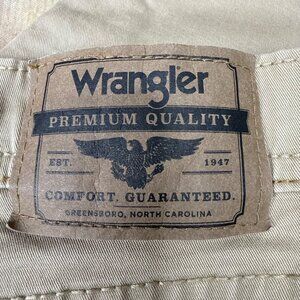 Wrangler
PREMIUM QUALITY
EST. 1947
COMFORT. GUARANTEED.
GREENSBORO, NORTH CAROLINA